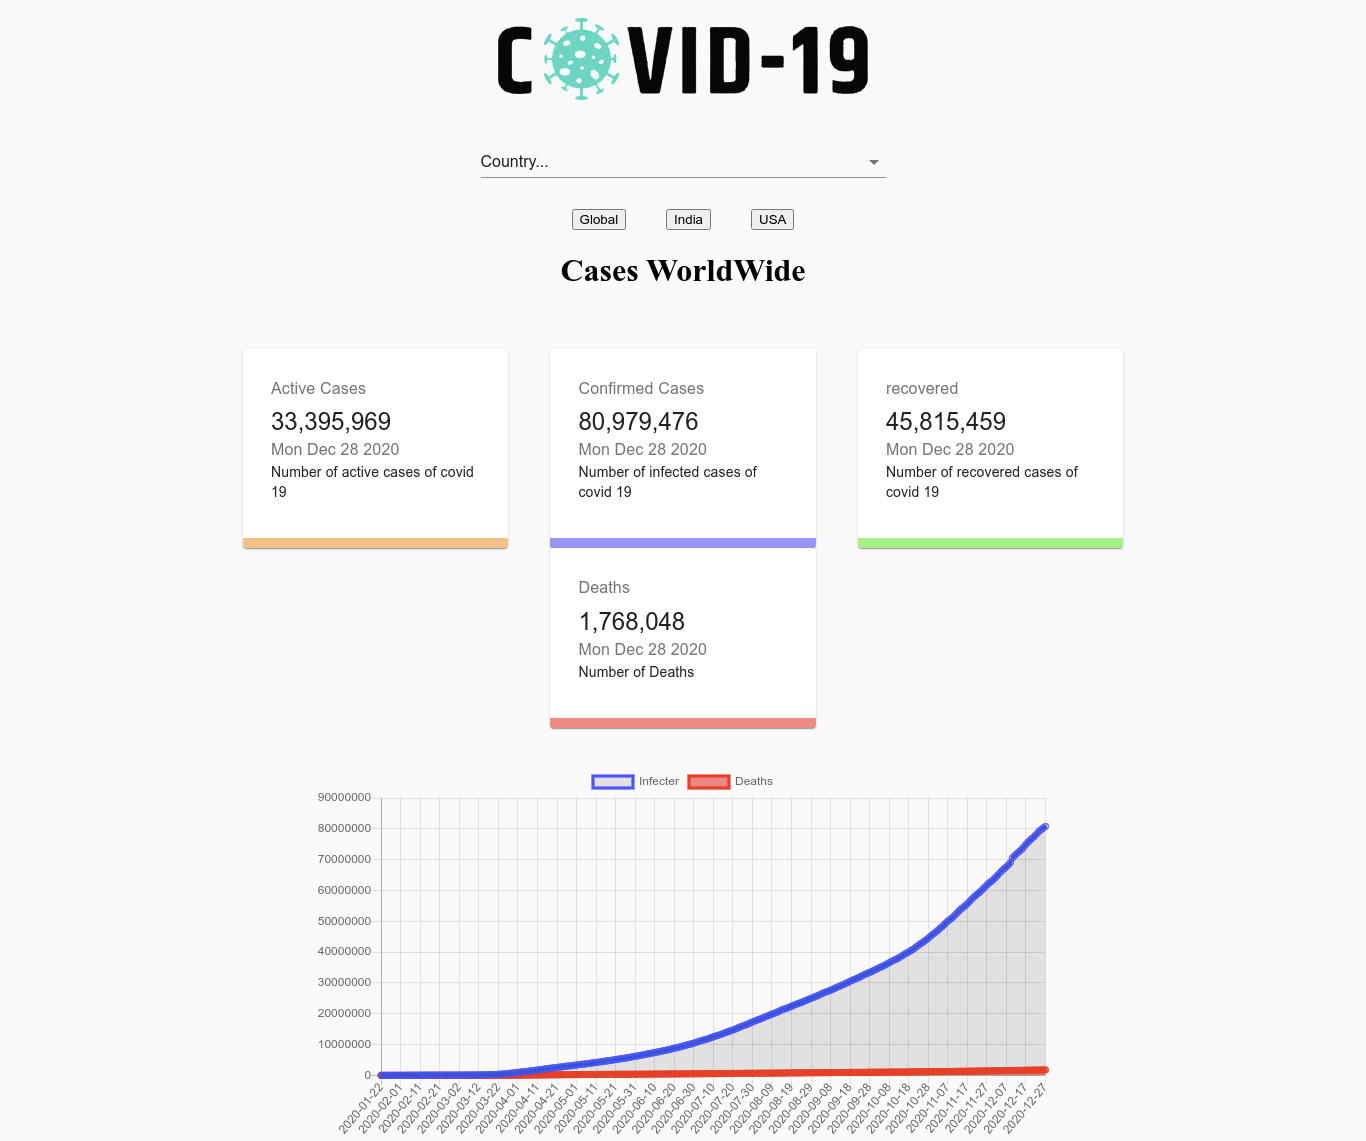 COVID-19
Country...
Global India USA
Cases WorldWide
Active Cases
33,395,969
Mon Dec 28 2020
Number of active cases of covid
19
Confirmed Cases
80,979,476
Mon Dec 28 2020
Number of infected cases of
covid 19
recovered
45,815,459
Mon Dec 28 2020
Number of recovered cases of
covid 19
Deaths
1,768,048
Mon Dec 28 2020
Number of Deaths
Infecter Deaths
90000000
80000000
70000000
60000000
50000000
40000000
30000000
20000000
10000000
0
2020-01-22
2020-02-01
2020-02-11
2020-02-21
2020-03-02
2020-03-12
2020-03-22
2020-04-01
2020-04-11
2020-04-21
2020-05-01
2020-05-11
2020-05-21
2020-05-31
2020-06-10
2020-06-20
2020-06-30
2020-07-10
2020-07-20
2020-07-30
2020-08-09
2020-08-19
2020-08-29
2020-09-08
2020-09-18
2020-09-28
2020-10-08
2020-10-18
2020-10-28
2020-11-07
2020-11-17
2020-11-27
2020-12-07
2020-12-17
2020-12-27